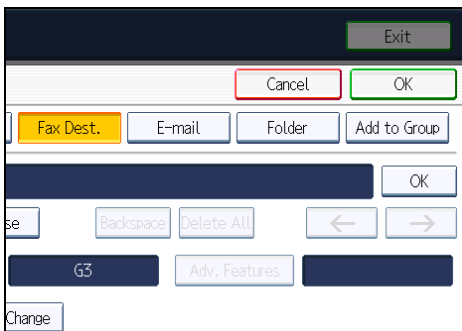 Exit
Cancel OK
Fax Dest. E-mail Folder Add to Group
OK
se Backspace Delete All ← →
G3 Adv. Features
Change